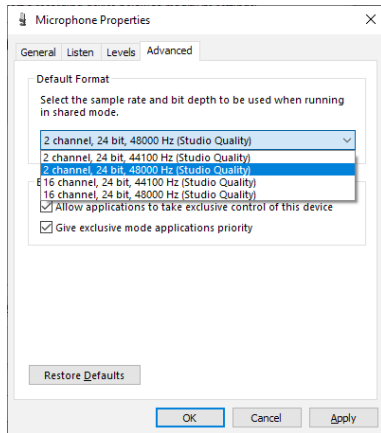 Microphone Properties
General Listen Levels Advanced
Default Format
Select the sample rate and bit depth to be used when running
in shared mode.
2 channel, 24 bit, 48000 Hz (Studio Quality)
2 channel, 24 bit, 44100 Hz (Studio Quality)
2 channel, 24 bit, 48000 Hz (Studio Quality)
16 channel, 24 bit, 44100 Hz (Studio Quality)
16 channel, 24 bit, 48000 Hz (Studio Quality)
Allow applications to take exclusive control of this device
Give exclusive mode applications priority
Restore Defaults
OK Cancel Apply